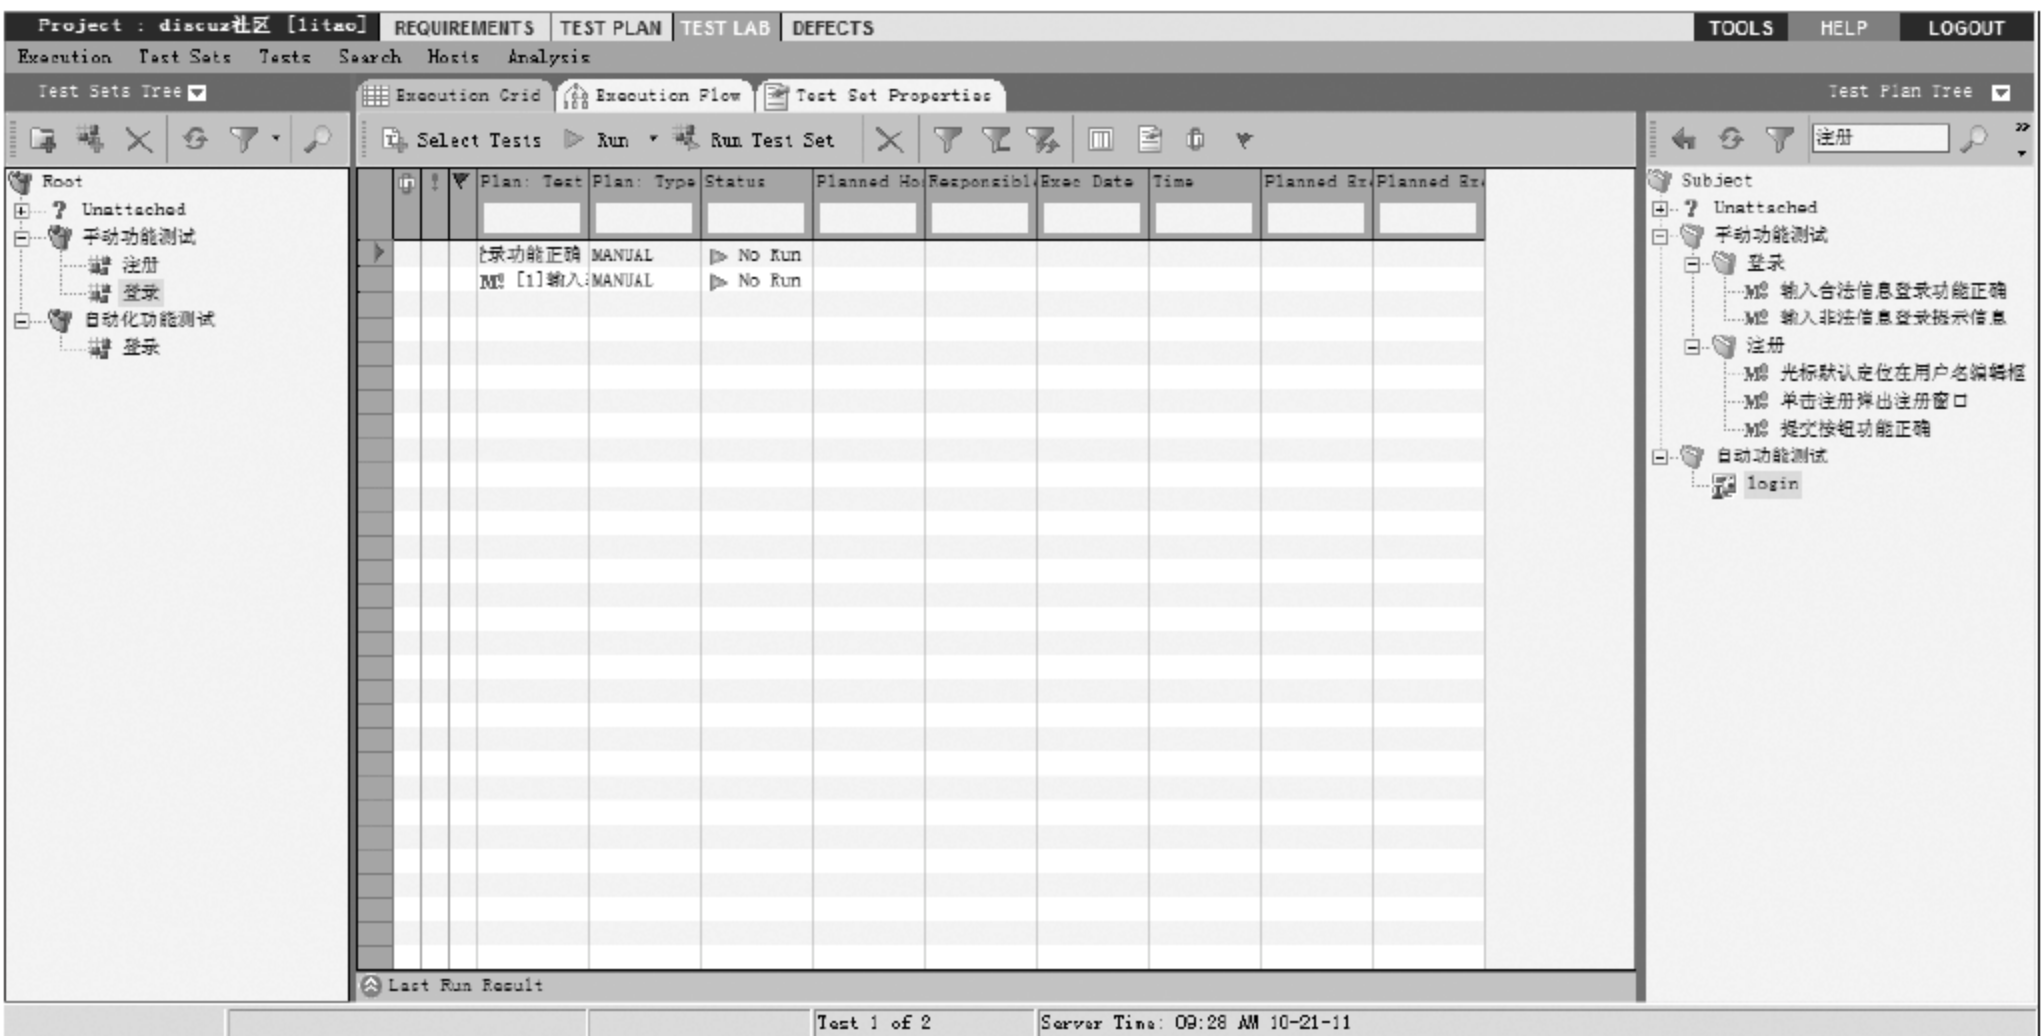 Project : discuz社区 [litao] REQUIREMENTS TEST PLAN TEST LAB DEFECTS TOOLS HELP LOGOUT
Execution Test Sets Tests Search Hosts Analysis
Test Sets Tree Execution Grid Execution Flow Test Set Properties Test Plan Tree
Select Tests Run Run Test Set 注册
Root
? Unattached
手动功能测试
注册
登录
自动化功能测试
登录
Plan: Test Plan: Type Status Planned Ho Responsibl Exec Date Time Planned Ex Planned Ex
录功能正确 MANUAL No Run
[1]输入 MANUAL No Run
Last Run Result
Subject
? Unattached
手动功能测试
登录
输入合法信息登录功能正确
输入非法信息登录提示信息
注册
光标默认定位在用户名编辑框
单击注册弹出注册窗口
提交按钮功能正确
自动功能测试
login
Test 1 of 2 Server Time: 09:28 AM 10-21-11